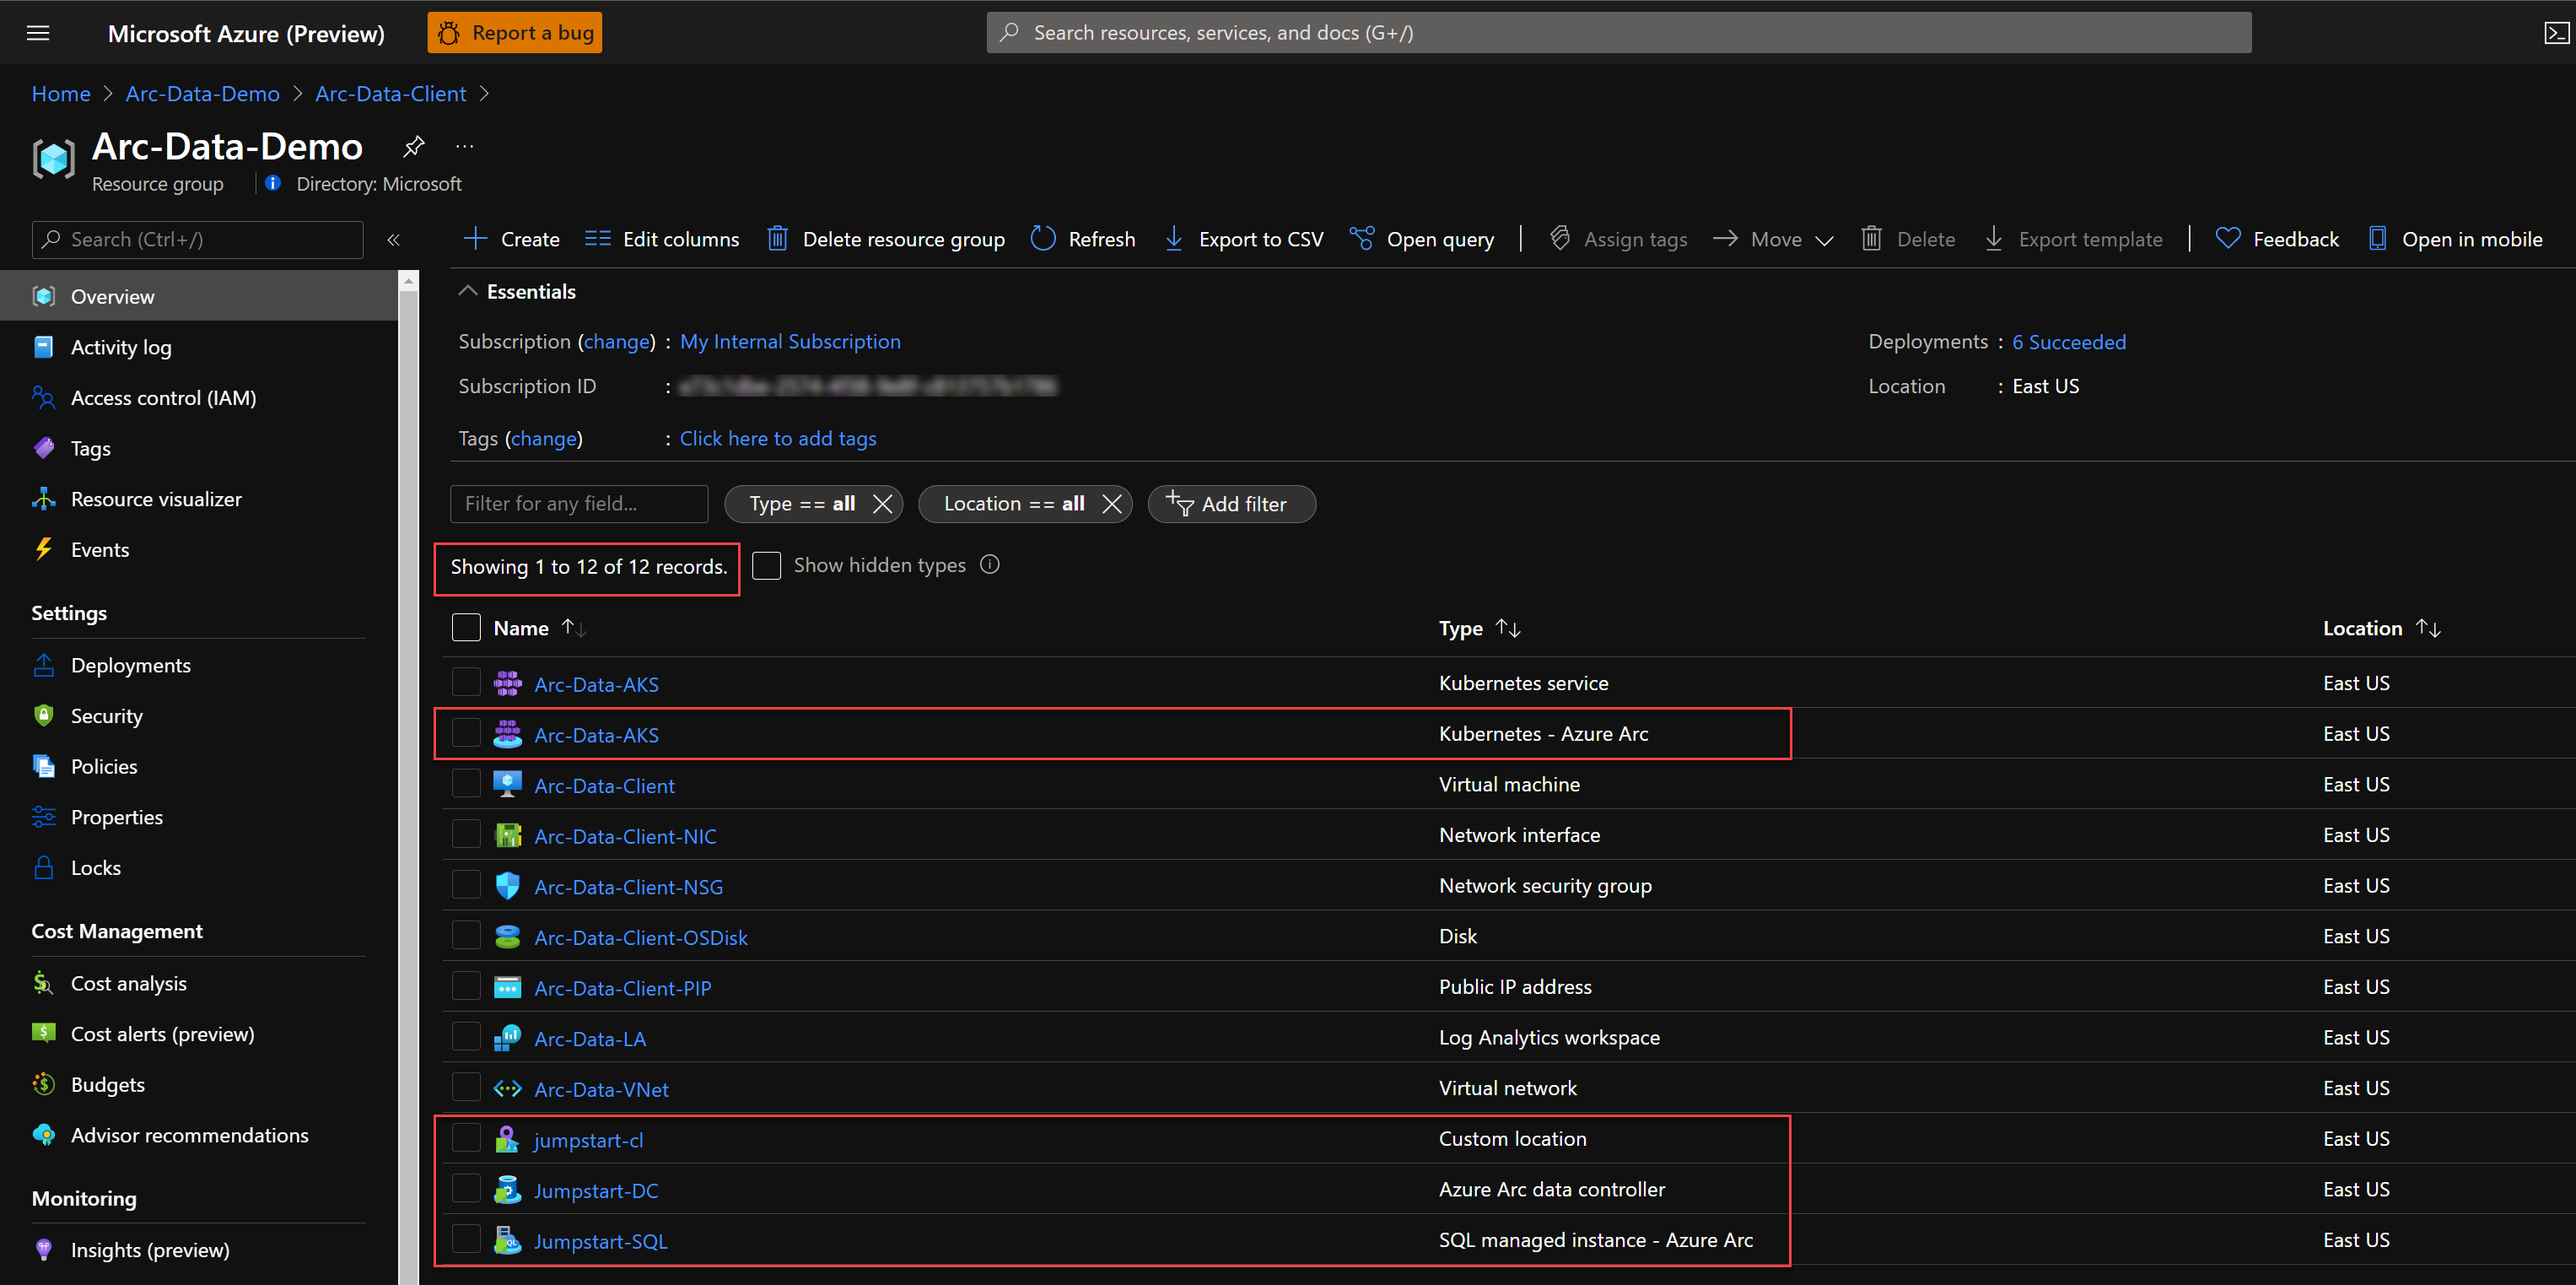 Microsoft Azure (Preview) Report a bug Search resources, services, and docs (G+/)
Home > Arc-Data-Demo > Arc-Data-Client >
Arc-Data-Demo ...
Resource group Directory: Microsoft
Search (Ctrl+/) «
Create Edit columns Delete resource group Refresh Export to CSV Open query Assign tags Move Delete Export template Feedback Open in mobile
Overview
Activity log
Access control (IAM)
Tags
Resource visualizer
Events
Settings
Deployments
Security
Policies
Properties
Locks
Cost Management
Cost analysis
Cost alerts (preview)
Budgets
Advisor recommendations
Monitoring
Insights (preview)
Essentials
Subscription (change) : My Internal Subscription
Subscription ID :
Tags (change) : Click here to add tags
Deployments : 6 Succeeded
Location : East US
Filter for any field... Type == all Location == all Add filter
Showing 1 to 12 of 12 records. Show hidden types
Name Type Location
Arc-Data-AKS Kubernetes service East US
Arc-Data-AKS Kubernetes - Azure Arc East US
Arc-Data-Client Virtual machine East US
Arc-Data-Client-NIC Network interface East US
Arc-Data-Client-NSG Network security group East US
Arc-Data-Client-OSDisk Disk East US
Arc-Data-Client-PIP Public IP address East US
Arc-Data-LA Log Analytics workspace East US
Arc-Data-VNet Virtual network East US
jumpstart-cl Custom location East US
Jumpstart-DC Azure Arc data controller East US
Jumpstart-SQL SQL managed instance - Azure Arc East US